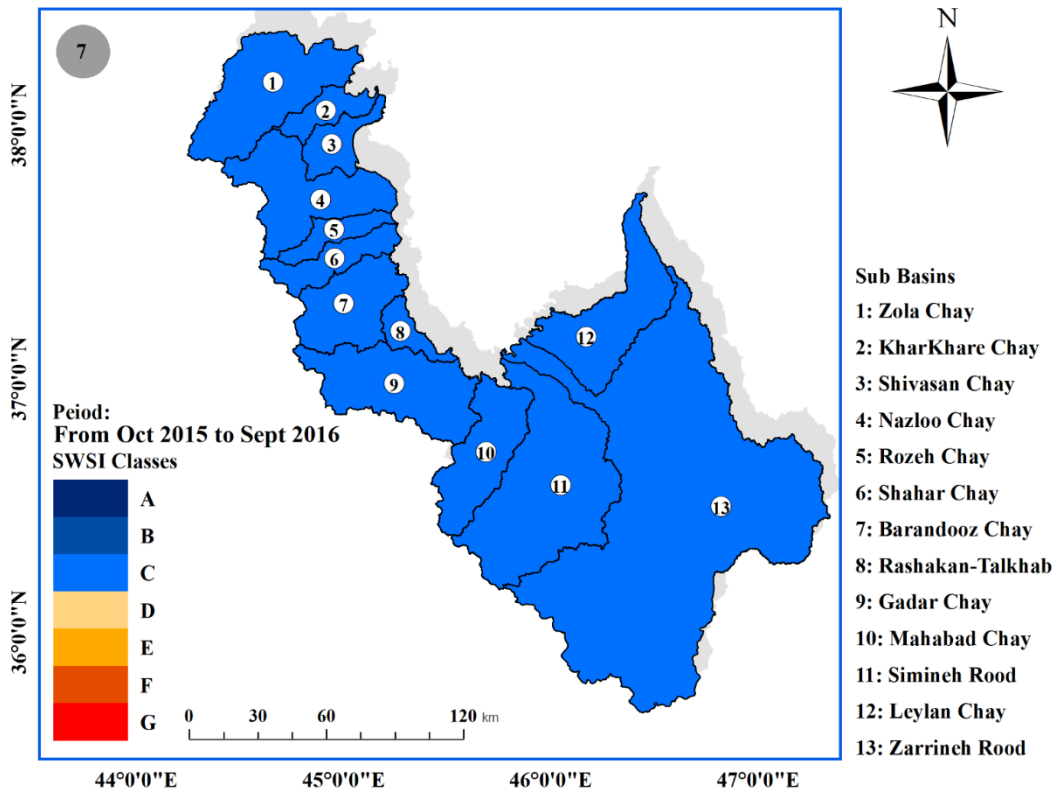 7
N
38°0'0"N
37°0'0"N
36°0'0"N
1
2
3
4
5
6
7
8
9
10
11
12
13
Peiod:
From Oct 2015 to Sept 2016
SWSI Classes
A
B
C
D
E
F
G
0 30 60 120 km
44°0'0"E 45°0'0"E 46°0'0"E 47°0'0"E
Sub Basins
1: Zola Chay
2: KharKhare Chay
3: Shivasan Chay
4: Nazloo Chay
5: Rozeh Chay
6: Shahar Chay
7: Barandooz Chay
8: Rashakan-Talkhab
9: Gadar Chay
10: Mahabad Chay
11: Simineh Rood
12: Leylan Chay
13: Zarrineh Rood